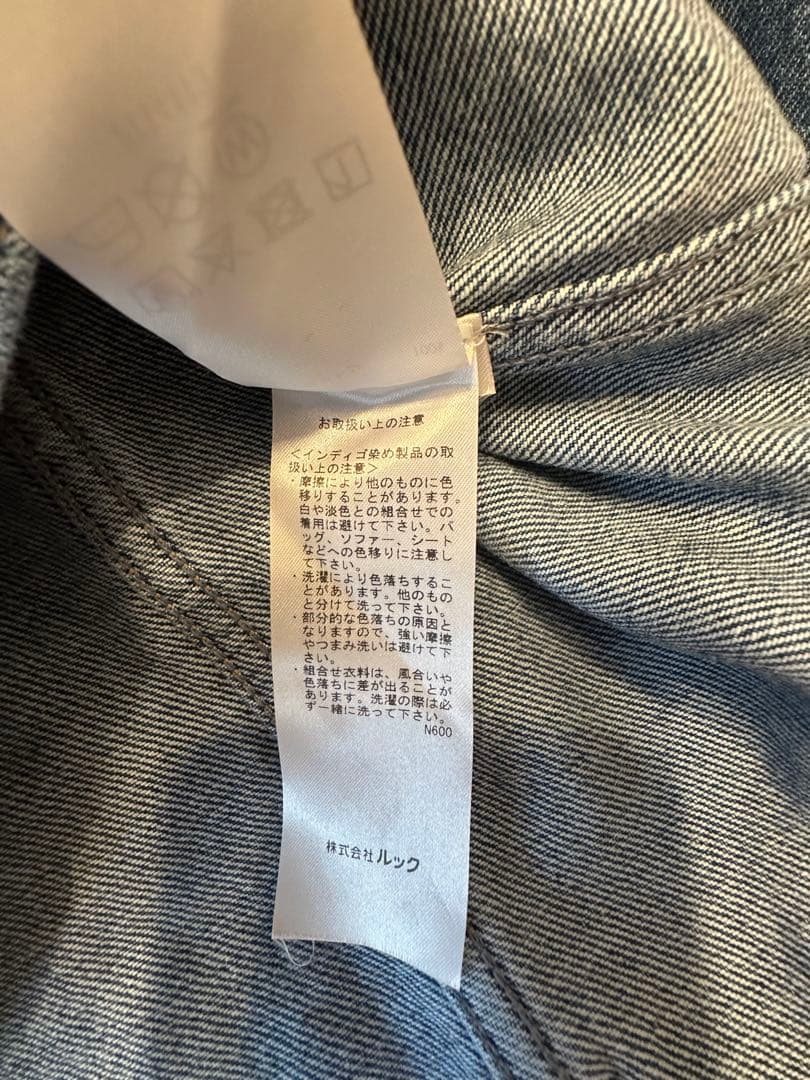 お取扱い上の注意
＜インディゴ染め製品の取
扱い上の注意＞
・摩擦により他のものに色
移りすることがあります。
白や淡色との組合せでの
着用は避けて下さい。バ
ッグ、ソファー、シート
などへの色移りに注意し
て下さい。
・洗濯により色落ちするこ
とがあります。他のもの
と分けて洗って下さい。
・部分的な色落ちの原因と
なりますので、強い摩擦
やつまみ洗いは避けて下
さい。
・組合せ衣料は、風合いや
色落ちに差が出ることが
あります。洗濯の際は必
ず一緒に洗って下さい。
N600
株式会社ルック